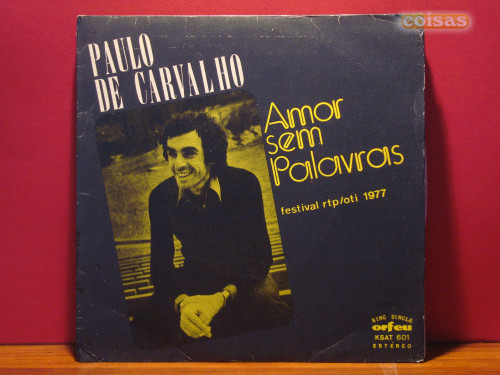 coisas
PAULO
DE CARVALHO
Amor
sem
Palavras
festival rtp/oti 1977
KING SINGLE
orfeu
KSAT 601
ESTÉREO